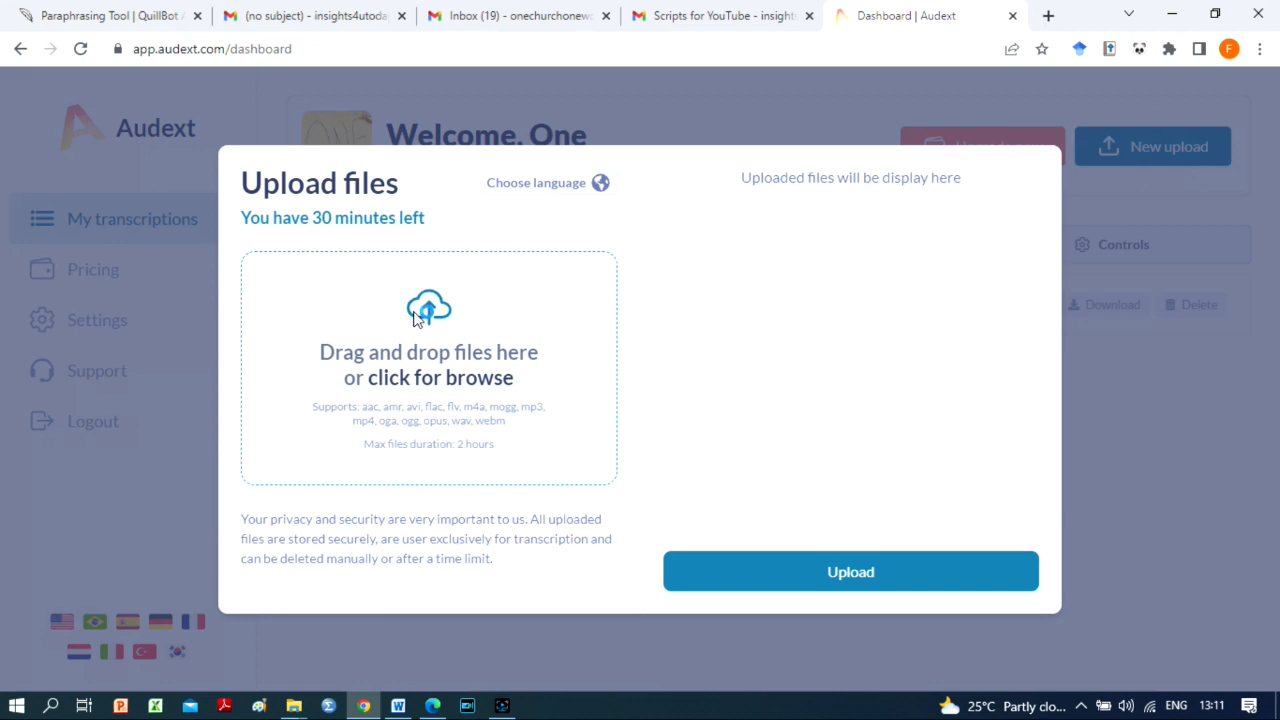 Paraphrasing Tool | QuillBot A
(no subject) - insights4today
Inbox (19) - onechurchonew
Scripts for YouTube - insight
Dashboard | Audext
app.audext.com/dashboard
F
Audext
Welcome, One
New upload
My transcriptions
Pricing
Settings
Support
Logout
Controls
Download
Delete
Upload files
Choose language
You have 30 minutes left
Uploaded files will be display here
Drag and drop files here
or click for browse
Supports: aac, amr, avi, flac, flv, m4a, mogg, mp3,
mp4, oga, ogg, opus, wav, webm
Max files duration: 2 hours
Your privacy and security are very important to us. All uploaded
files are stored securely, are user exclusively for transcription and
can be deleted manually or after a time limit.
Upload
25°C Partly clo...
ENG
13:11